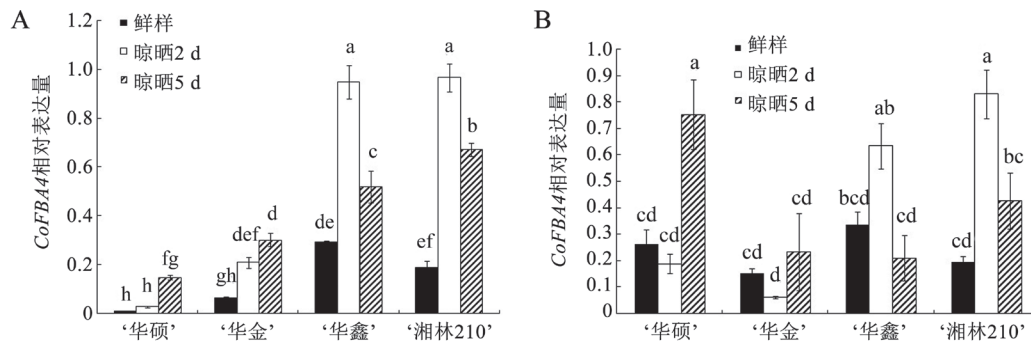 A
CoFBA4相对表达量
1.2
1.0
0.8
0.6
0.4
0.2
0
鲜样
晾晒2 d
晾晒5 d
h
h
fg
gh
def
d
de
a
c
ef
a
b
‘华硕’
‘华金’
‘华鑫’
‘湘林210’
B
CoFBA4相对表达量
1.0
0.9
0.8
0.7
0.6
0.5
0.4
0.3
0.2
0.1
0
鲜样
晾晒2 d
晾晒5 d
cd
cd
a
cd
d
cd
bcd
ab
cd
cd
a
bc
‘华硕’
‘华金’
‘华鑫’
‘湘林210’